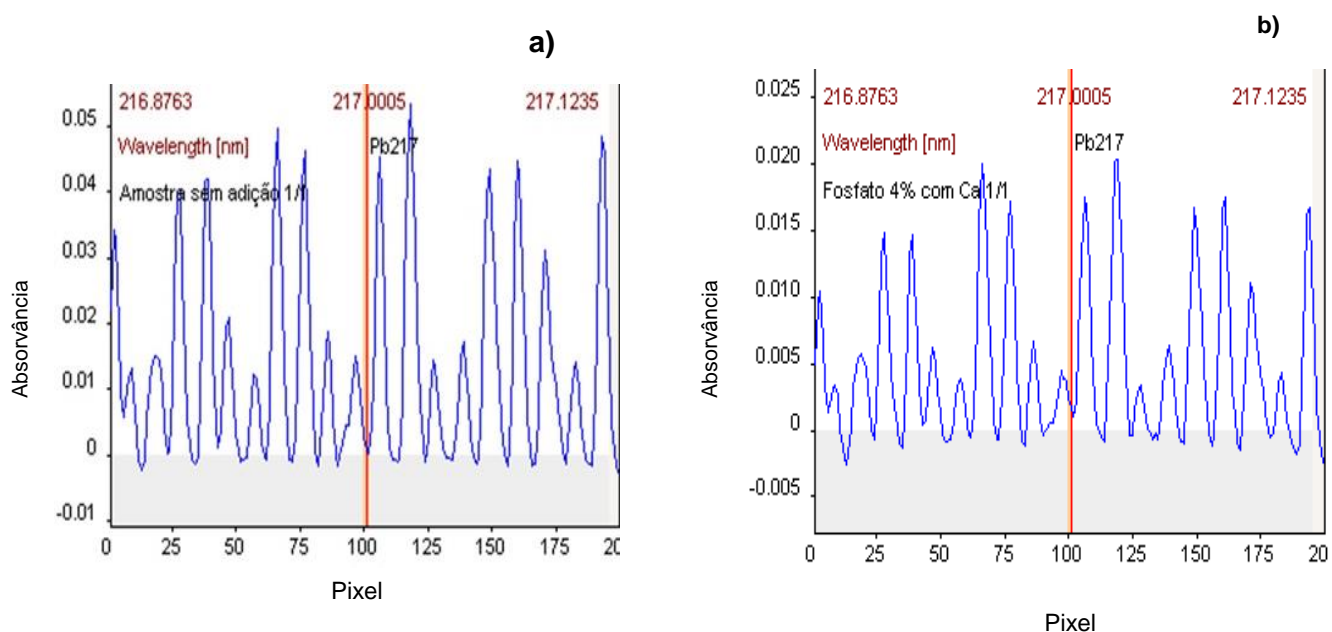 a)
216.8763 217.0005 217.1235
Wavelength [nm]
Pb217
Amostra sem adição 1/1
Absorvância
0.05
0.04
0.03
0.02
0.01
0
-0.01
0 25 50 75 100 125 150 175 20
Pixel
b)
216.8763 217.0005 217.1235
Wavelength [nm]
Pb217
Fosfato 4% com Ca 1/1
Absorvância
0.025
0.020
0.015
0.010
0.005
0
-0.005
0 25 50 75 100 125 150 175 20
Pixel